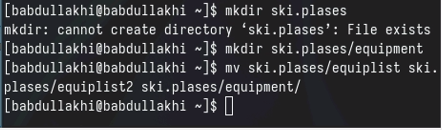 [babdullakhi@babdullakhi ~]$ mkdir ski.plases
mkdir: cannot create directory ‘ski.plases’: File exists
[babdullakhi@babdullakhi ~]$ mkdir ski.plases/equipment
[babdullakhi@babdullakhi ~]$ mv ski.plases/equiplist ski.
plases/equiplist2 ski.plases/equipment/
[babdullakhi@babdullakhi ~]$